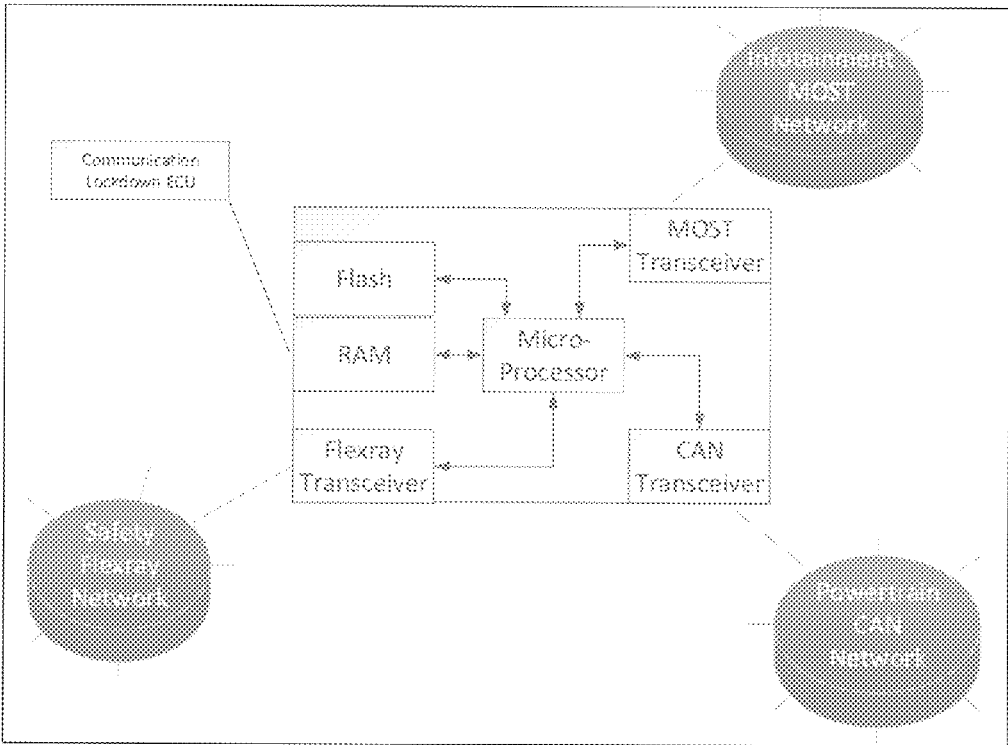 Infotainment
MOST
Network
Communication
Lockdown ECU
MOST
Transceiver
Flash
RAM
Micro-
Processor
Flexray
Transceiver
CAN
Transceiver
Safety
Flexray
Network
Powertrain
CAN
Network